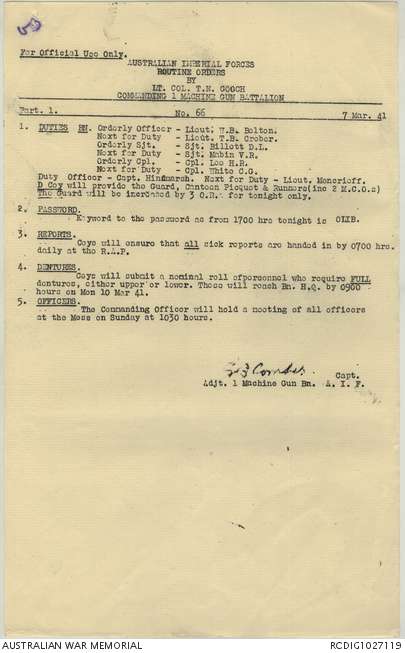 For Official Use Only.
AUSTRALIAN IMPERIAL FORCES
ROUTINE ORDERS
BY
LT. COL. T.N. GOOCH
COMMANDING 1 MACHINE GUN BATTALION
Part. 1. No. 66 7 Mar. 41
1. DUTIES BN. Orderly Officer - Lieut. W.B. Bolton.
Next for Duty - Lieut. T.B. Crober.
Orderly Sjt. - Sjt. Billett D.L.
Next for Duty - Sjt. Mabin V.R.
Orderly Cpl. - Cpl. Loo H.R.
Next for Duty - Cpl. White C.G.
Duty Officer - Capt. Hindmarsh. Next for Duty - Lieut. Moncrieff.
D Coy will provide the Guard, Canteen Picquet & Runners(inc 2 M.C.O.s)
The Guard will be increased by 3 O.R.s for tonight only.
2. PASSWORD.
Keyword to the password as from 1700 hrs tonight is
3. REPORTS.
Coys will ensure that all sick reports are handed in by 0700 hrs.
daily at the R.A.P.
4. DENTURES.
Coys will submit a nominal roll ofpersonnel who require FULL
dentures, either upper or lower. These will reach Bn. H.Q. by 0900
hours on Mon 10 Mar 41.
5. OFFICERS.
The Commanding Officer will hold a meeting of all officers
at the Mess on Sunday at 1030 hours.
Combes Capt.
Adjt. 1 Machine Gun Bn. A. I. F.
AUSTRALIAN WAR MEMORIAL RCDIG1027119